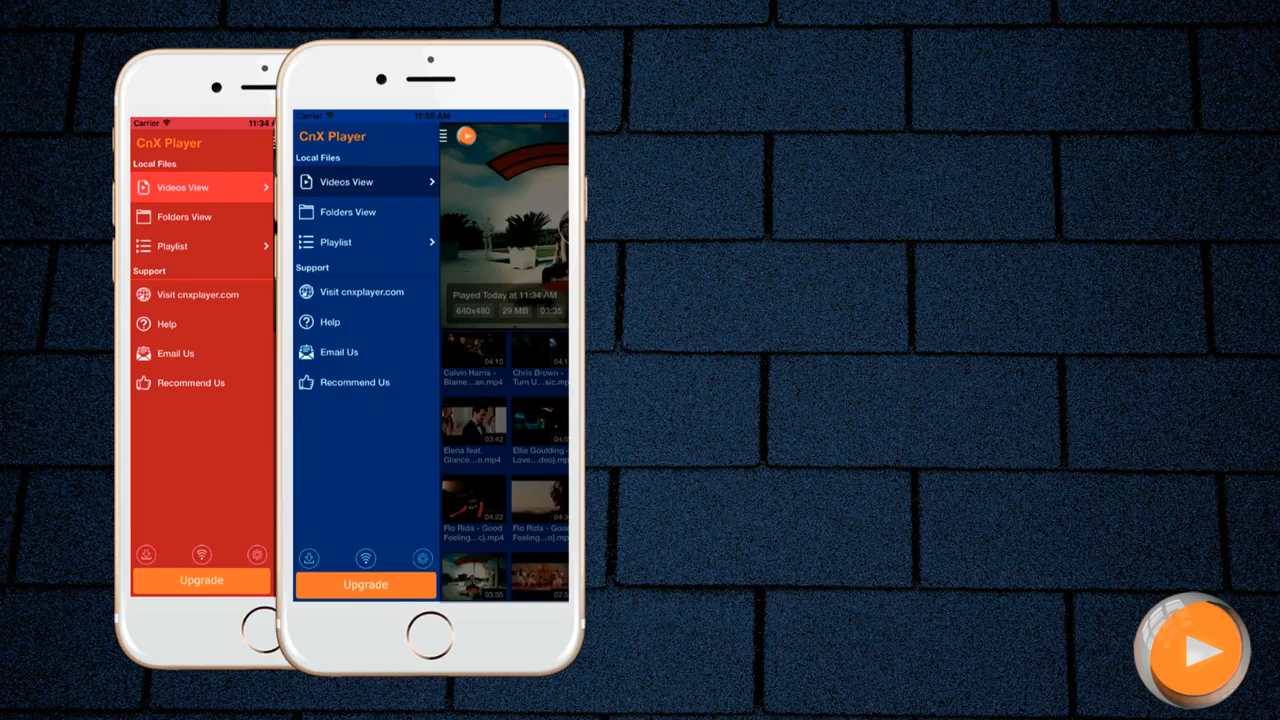 Carrier
11:34
CnX Player
Local Files
Videos View
Folders View
Playlist
Support
Visit cnxplayer.com
Help
Email Us
Recommend Us
Upgrade
Carrier
11:35 AM
CnX Player
Local Files
Videos View
Folders View
Playlist
Support
Visit cnxplayer.com
Help
Email Us
Recommend Us
Upgrade
Played Today at 11:34 AM
640x480 29 MB 03:35
04:15
Calvin Harris - Chris Brown -
Blame...an.mp4 Turn U...sic.mp
03:42
Elena feat. Ellie Goulding -
Glance...o.mp4 Love...deo].mp
04:22
Flo Rida - Good Flo Rida - Good
Feeling...c].mp4 Feeling...o].mp
03:35